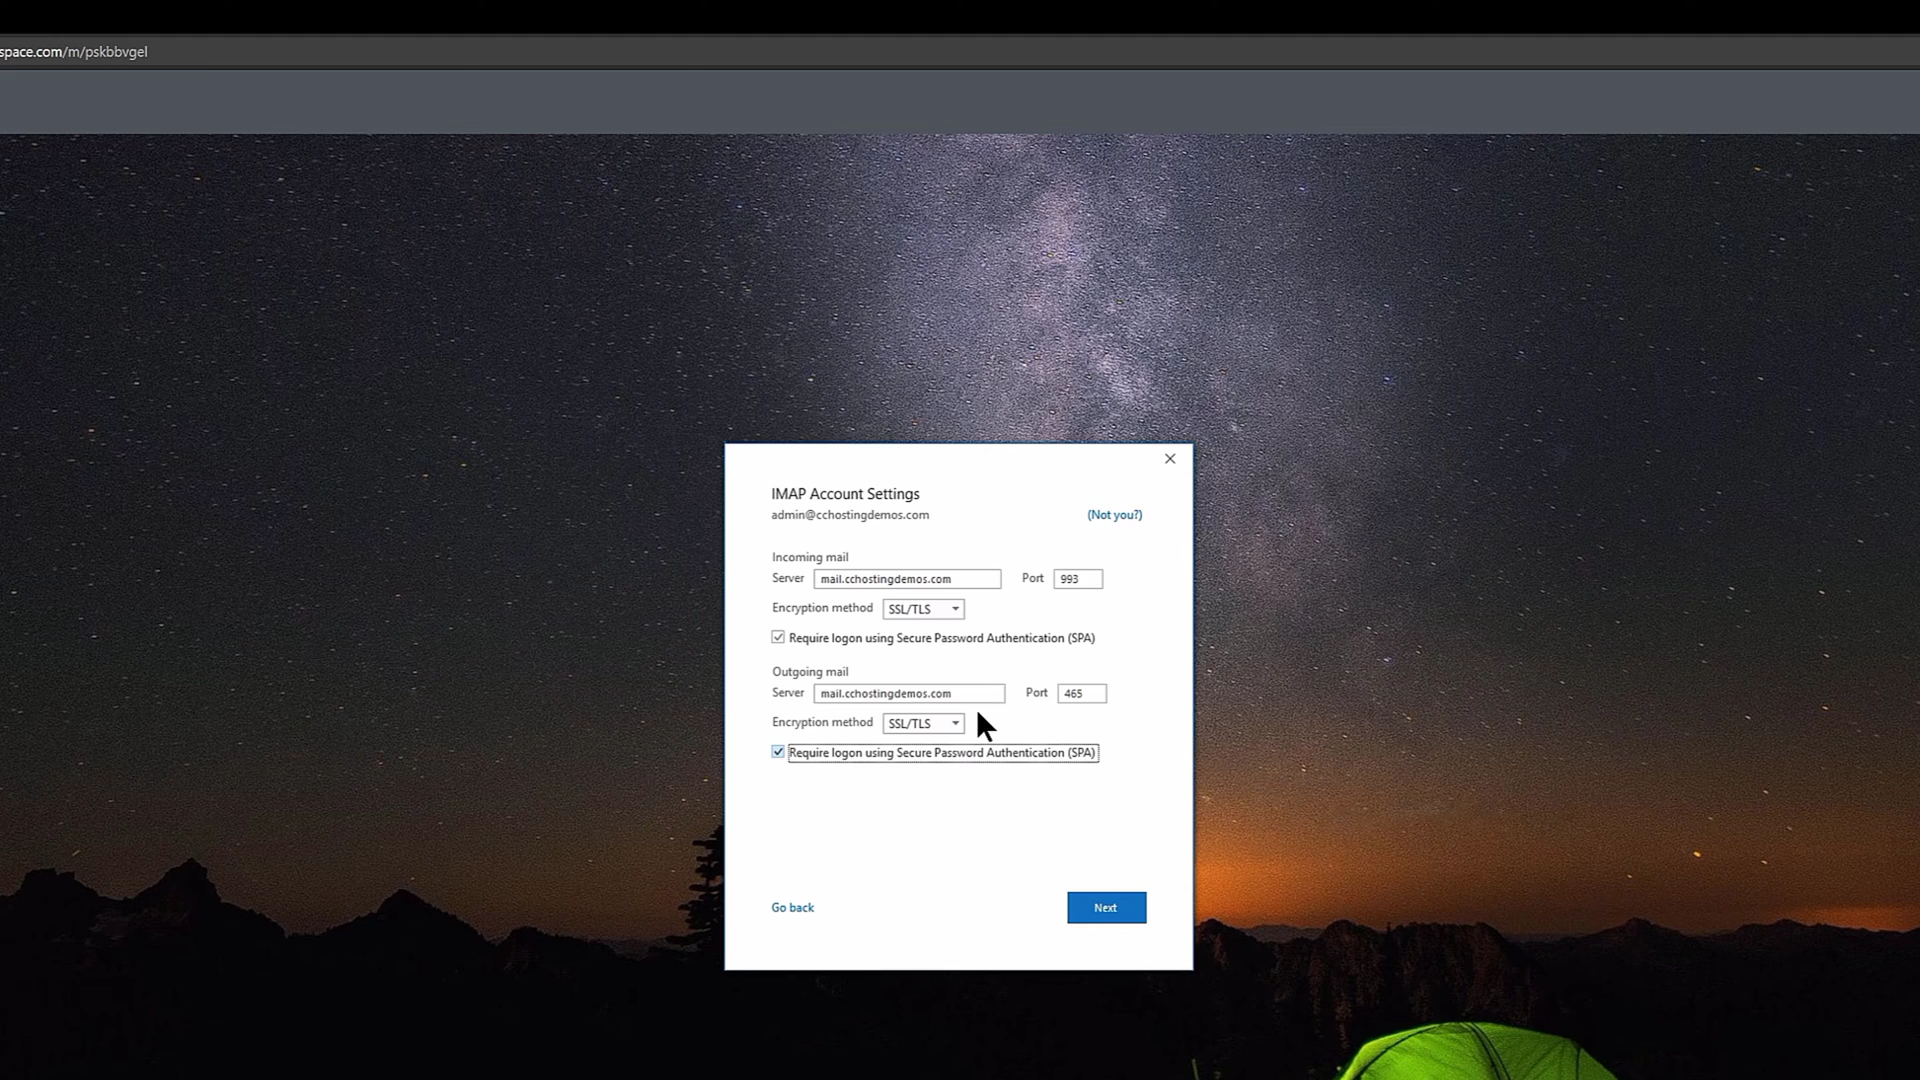 space.com/m/pskbbvgel
IMAP Account Settings
admin@cchostingdemos.com (Not you?)
Incoming mail
Server mail.cchostingdemos.com Port 993
Encryption method SSL/TLS
Require logon using Secure Password Authentication (SPA)
Outgoing mail
Server mail.cchostingdemos.com Port 465
Encryption method SSL/TLS
Require logon using Secure Password Authentication (SPA)
Go back Next